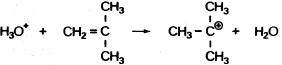 CH₃ CH₃
H₃O⁺ + CH₂=C → CH₃–C⊕ + H₂O
CH₃ CH₃